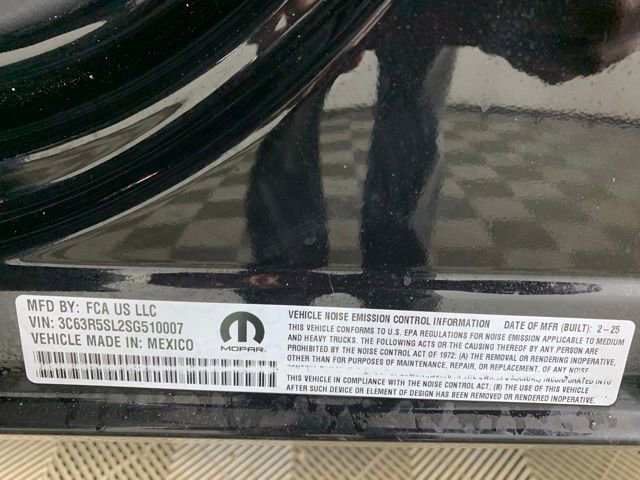 MFD BY: FCA US LLC
VIN: 3C63R5SL2SG510007
VEHICLE MADE IN: MEXICO
MOPAR
VEHICLE NOISE EMISSION CONTROL INFORMATION DATE OF MFR (BUILT): 2-25
THIS VEHICLE CONFORMS TO U.S. EPA REGULATIONS FOR NOISE EMISSION APPLICABLE TO MEDIUM
AND HEAVY TRUCKS. THE FOLLOWING ACTS OR THE CAUSING THEREOF BY ANY PERSON ARE
PROHIBITED BY THE NOISE CONTROL ACT OF 1972: (A) THE REMOVAL OR RENDERING INOPERATIVE,
OTHER THAN FOR PURPOSES OF MAINTENANCE, REPAIR, OR REPLACEMENT, OF ANY NOISE
INCORPORATED INTO
THIS VEHICLE IN COMPLIANCE WITH THE NOISE CONTROL ACT; (B) THE USE OF THE VEHICLE
AFTER SUCH DEVICE OR ELEMENT OF DESIGN HAS BEEN REMOVED OR RENDERED INOPERATIVE.